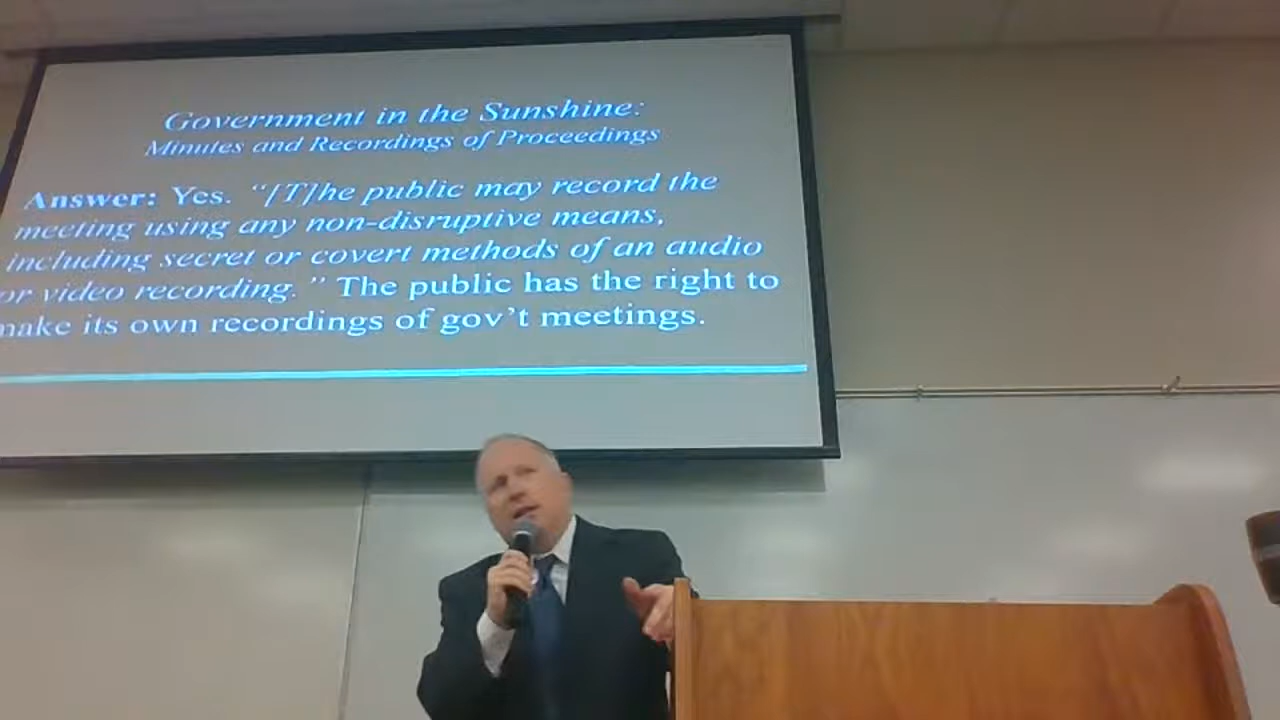 Government in the Sunshine:
Minutes and Recordings of Proceedings
Answer: Yes. “[T]he public may record the
meeting using any non-disruptive means,
including secret or covert methods of an audio
or video recording.” The public has the right to
make its own recordings of gov’t meetings.